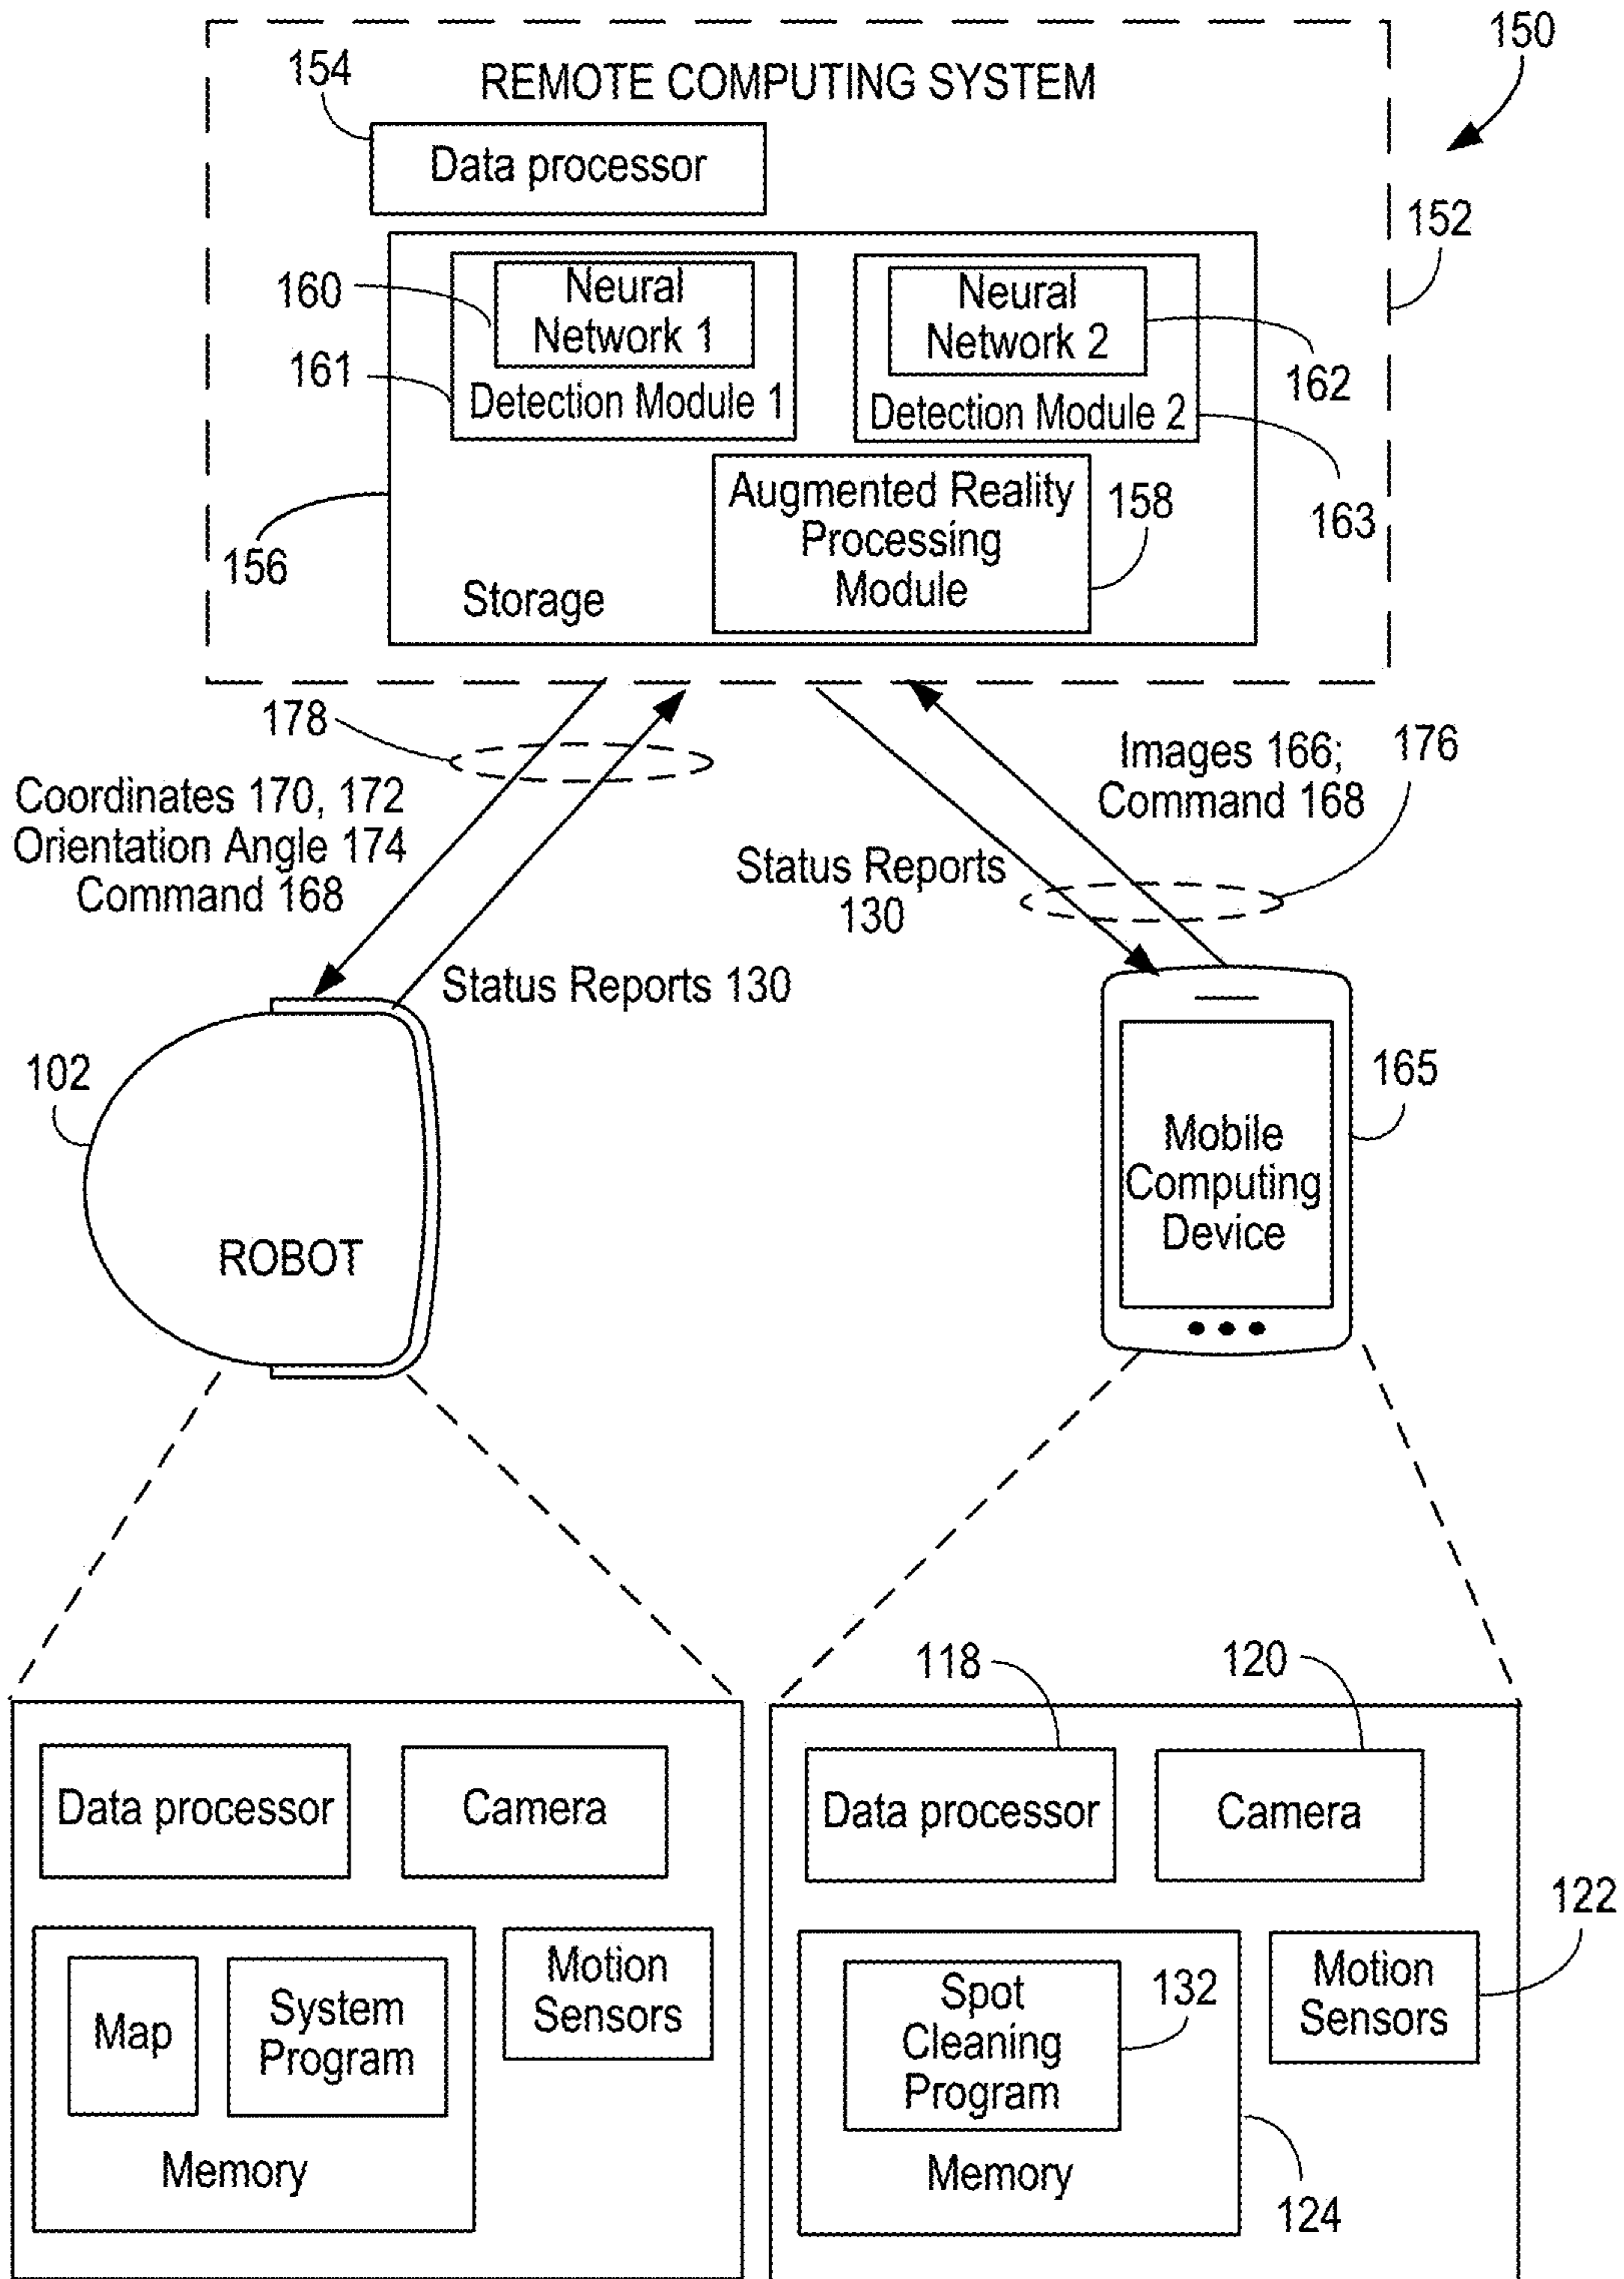 150
154
REMOTE COMPUTING SYSTEM
Data processor
152
160
Neural
Network 1
Neural
Network 2
161
Detection Module 1
162
Detection Module 2
Augmented Reality
Processing
Module
158
163
156
Storage
178
Images 166;
Command 168
176
Coordinates 170, 172
Orientation Angle 174
Command 168
Status Reports
130
Status Reports 130
102
165
Mobile
Computing
Device
ROBOT
118
120
Data processor
Camera
Data processor
Camera
122
Map
System
Program
Motion
Sensors
Memory
Spot
Cleaning
Program
132
Motion
Sensors
Memory
124